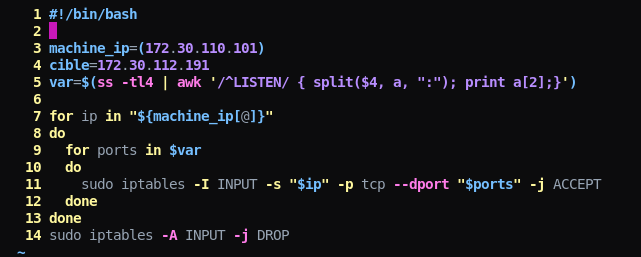 1 #!/bin/bash
2
3 machine_ip=(172.30.110.101)
4 cible=172.30.112.191
5 var=$(ss -tl4 | awk '/^LISTEN/ { split($4, a, ":"); print a[2];}')
6
7 for ip in "${machine_ip[@]}"
8 do
9   for ports in $var
10   do
11     sudo iptables -I INPUT -s "$ip" -p tcp --dport "$ports" -j ACCEPT
12   done
13 done
14 sudo iptables -A INPUT -j DROP
~